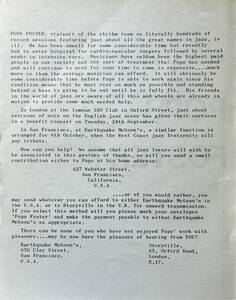 POPS FOSTER, stalwart of the rhythm team on literally hundreds of
record sessions featuring just about all the great names in jazz, is
ill. He has been unwell for some considerable time but recently
had to enter hospital for cardio-vascular surgery followed by several
weeks in intensive care. Musicians are seldom been the highest paid
people in our society and the sort of treatment that Pops has needed
and will continue to need for some time to come is expensive....
much more so than the average musician can afford. It will obviously be
some considerable time before Pops is able to work again since his
condition means that he must rest as much as possible and standing
behind a bass is going to be out until he is fully fit. His friends
in the world of jazz are aware of all this and wheels are already in
motion to provide some much needed help.
In London at the famous 100 Club in Oxford Street, just about
everyone of note on the English jazz scene has given their services
in a benefit concert on Tuesday, 24th September.
In San Francisco, at Earthquake McGoon's, a similar function is
arranged for 4th October, when the West Coast jazz fraternity will
pay tribute.
How can you help? We assume that all jazz lovers will wish to
be associated in this gesture of thanks, so will you send a small
contribution either to Pops at his home address:
427 Webster Street,
San Francisco,
California,
U.S.A.
....or if you would rather, you
may send whatever you can afford to either Earthquake McGoon's in
the U.S.A. or to Storyville in the U.K. for onward transmission.
If you select this method will you please mark your envelopes
'Pops Foster' and make the payment payable to either Earthquake
McGoon's as appropriate.
There can be none of you who have not enjoyed Pops' work with
pleasure....may we now have the pleasure of hearing from YOU?
Earthquake McGoon's, Storyville,
630 Clay Street, 63, Orford Road,
San Francisco, London,
U.S.A. E.17.